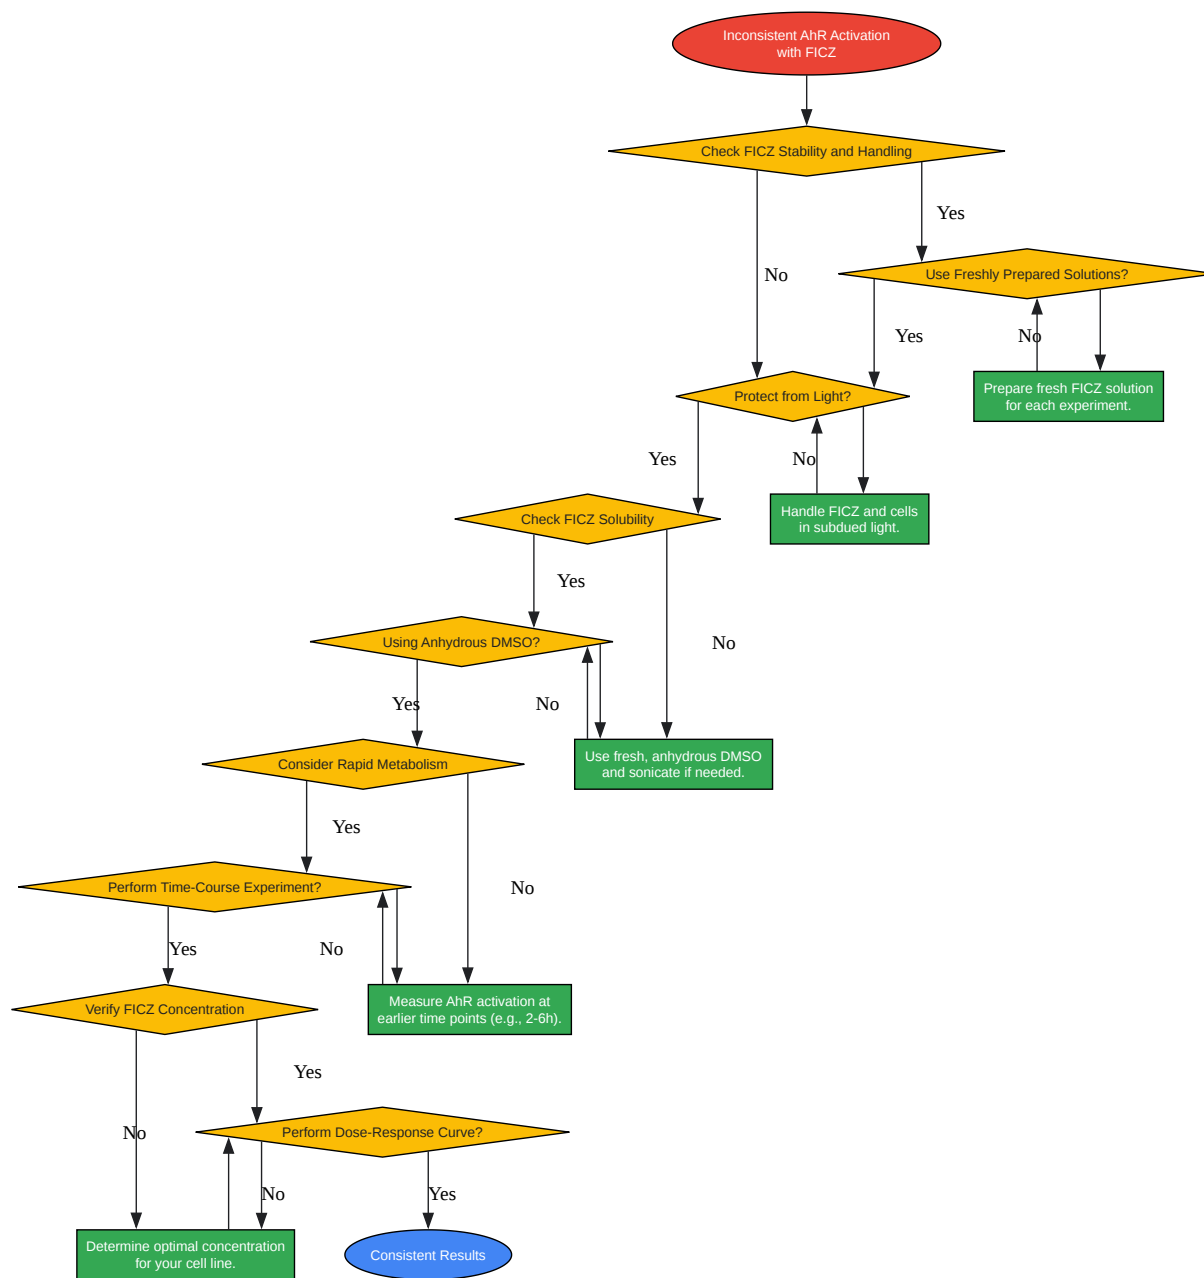 Inconsistent AhR Activation
with FICZ
Check FICZ Stability and Handling
Yes
No
Use Freshly Prepared Solutions?
Yes
No
Prepare fresh FICZ solution
for each experiment.
Protect from Light?
Yes
No
Handle FICZ and cells
in subdued light.
Check FICZ Solubility
Yes
No
Using Anhydrous DMSO?
Yes
No
Use fresh, anhydrous DMSO
and sonicate if needed.
Consider Rapid Metabolism
Yes
No
Perform Time-Course Experiment?
Yes
No
Measure AhR activation at
earlier time points (e.g., 2-6h).
Verify FICZ Concentration
Yes
No
Perform Dose-Response Curve?
No
Yes
Determine optimal concentration
for your cell line.
Consistent Results